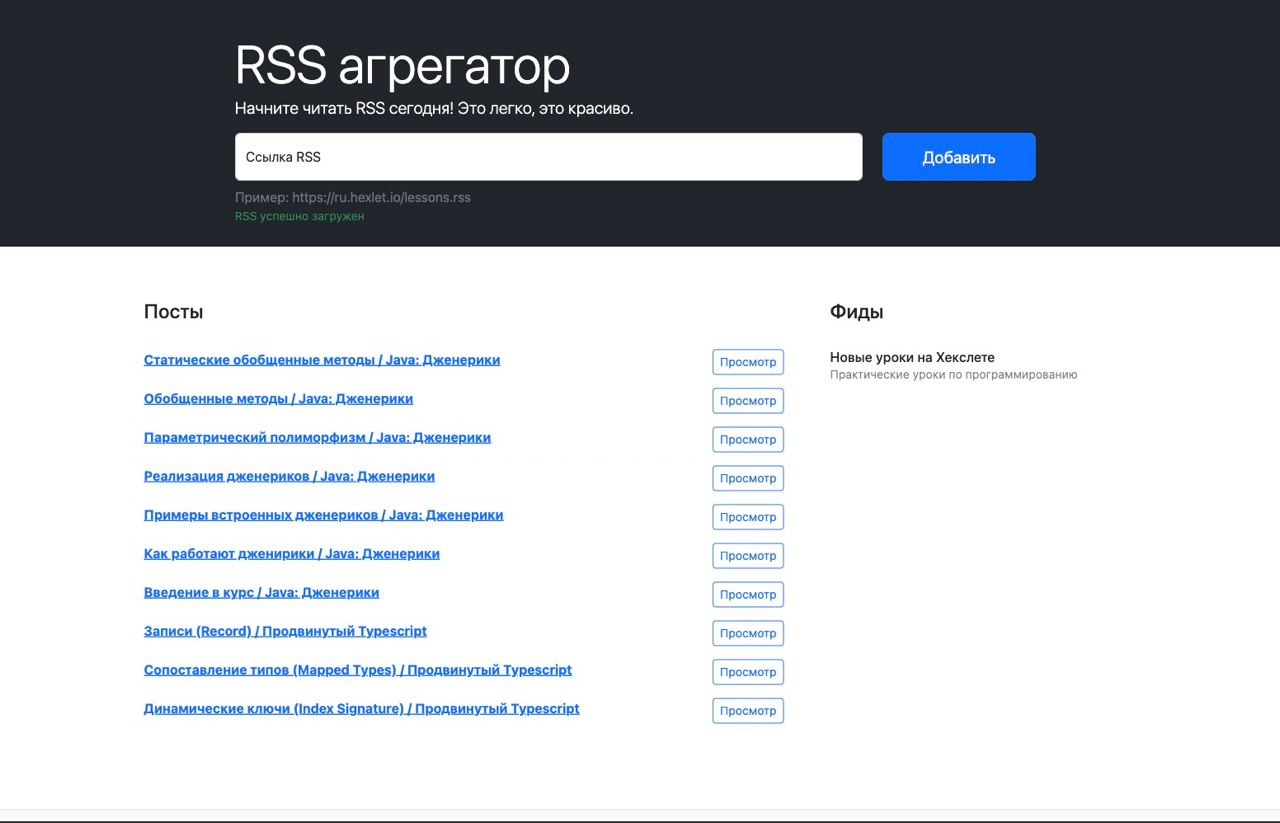 RSS агрегатор
Начните читать RSS сегодня! Это легко, это красиво.
Ссылка RSS
Добавить
Пример: https://ru.hexlet.io/lessons.rss
RSS успешно загружен
Посты
Статические обобщенные методы / Java: Дженерики
Просмотр
Обобщенные методы / Java: Дженерики
Просмотр
Параметрический полиморфизм / Java: Дженерики
Просмотр
Реализация дженериков / Java: Дженерики
Просмотр
Примеры встроенных дженериков / Java: Дженерики
Просмотр
Как работают дженирики / Java: Дженерики
Просмотр
Введение в курс / Java: Дженерики
Просмотр
Записи (Record) / Продвинутый Typescript
Просмотр
Сопоставление типов (Mapped Types) / Продвинутый Typescript
Просмотр
Динамические ключи (Index Signature) / Продвинутый Typescript
Просмотр
Фиды
Новые уроки на Хекслете
Практические уроки по программированию